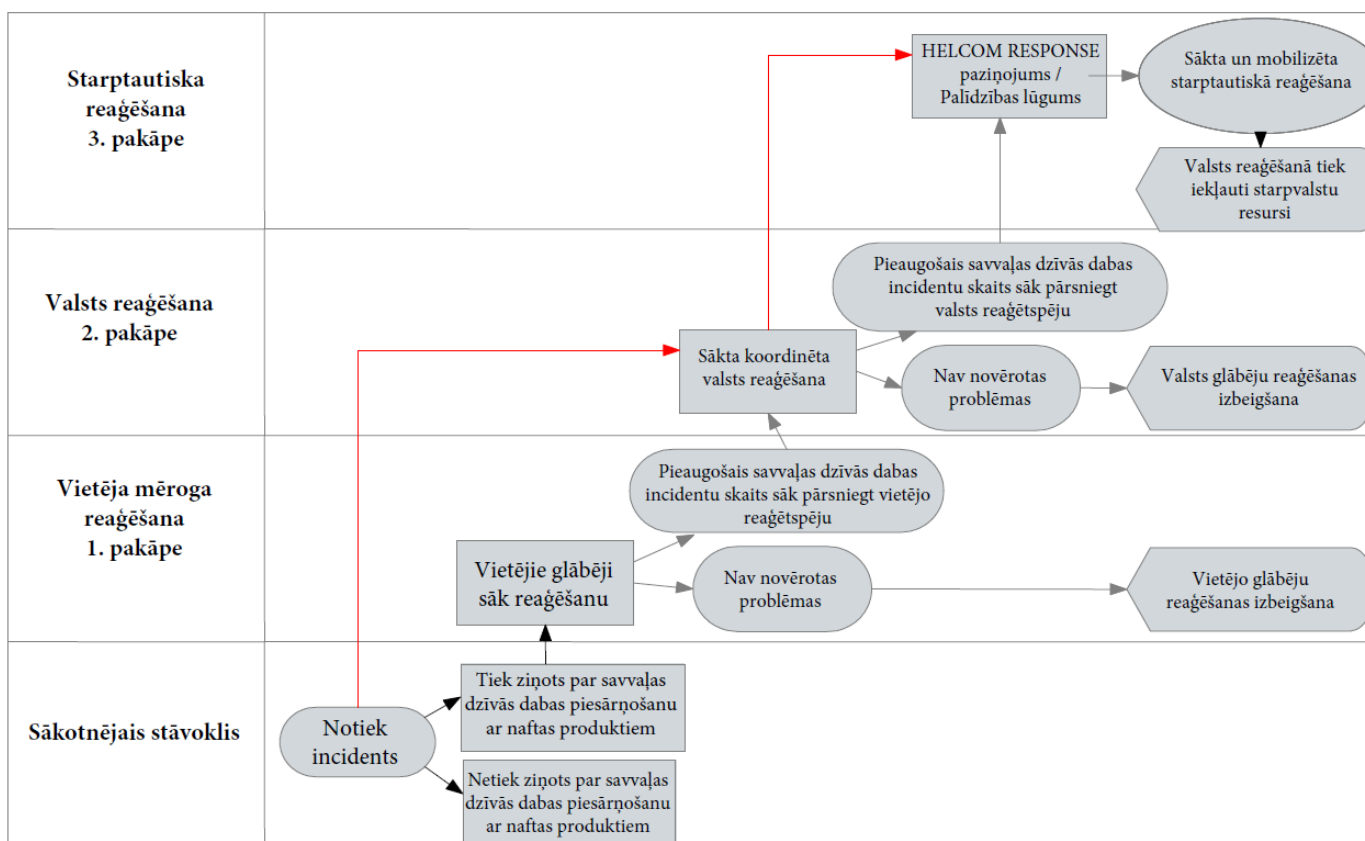 Starptautiska
reaģēšana
3. pakāpe
HELCOM RESPONSE
paziņojums /
Palīdzības lūgums
Sākta un mobilizēta
starptautiskā reaģēšana
Valsts reaģēšanā tiek
iekļauti starpvalstu
resursi
Valsts reaģēšana
2. pakāpe
Pieaugošais savvaļas dzīvās dabas
incidentu skaits sāk pārsniegt
valsts reaģētspēju
Sākta koordinēta
valsts reaģēšana
Nav novērotas
problēmas
Valsts glābēju reaģēšanas
izbeigšana
Vietēja mēroga
reaģēšana
1. pakāpe
Pieaugošais savvaļas dzīvās dabas
incidentu skaits sāk pārsniegt vietējo
reaģētspēju
Vietējie glābēji
sāk reaģēšanu
Nav novērotas
problēmas
Vietējo glābēju
reaģēšanas izbeigšana
Sākotnējais stāvoklis
Notiek
incidents
Tiek ziņots par savvaļas
dzīvās dabas piesārņošanu
ar naftas produktiem
Netiek ziņots par savvaļas
dzīvās dabas piesārņošanu
ar naftas produktiem